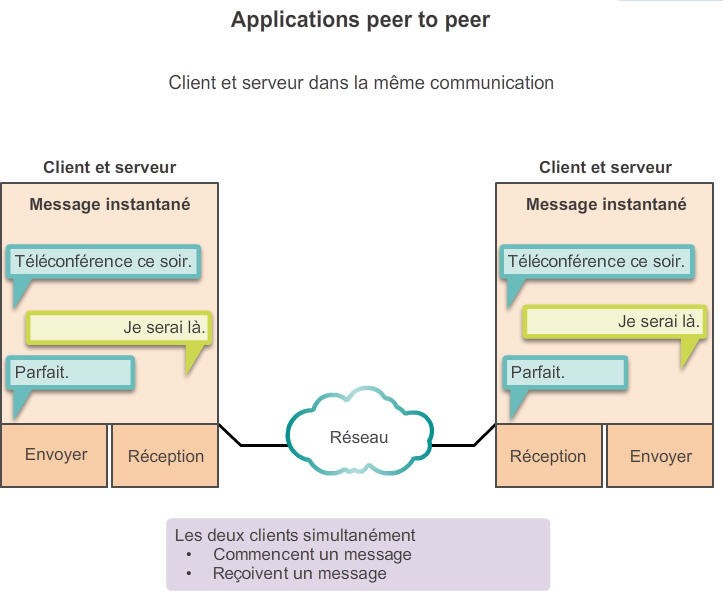 Applications peer to peer
Client et serveur dans la même communication
Client et serveur
Message instantané
Téléconférence ce soir.
Je serai là.
Parfait.
Envoyer
Réception
Réseau
Client et serveur
Message instantané
Téléconférence ce soir.
Je serai là.
Parfait.
Réception
Envoyer
Les deux clients simultanément
• Commencent un message
• Reçoivent un message